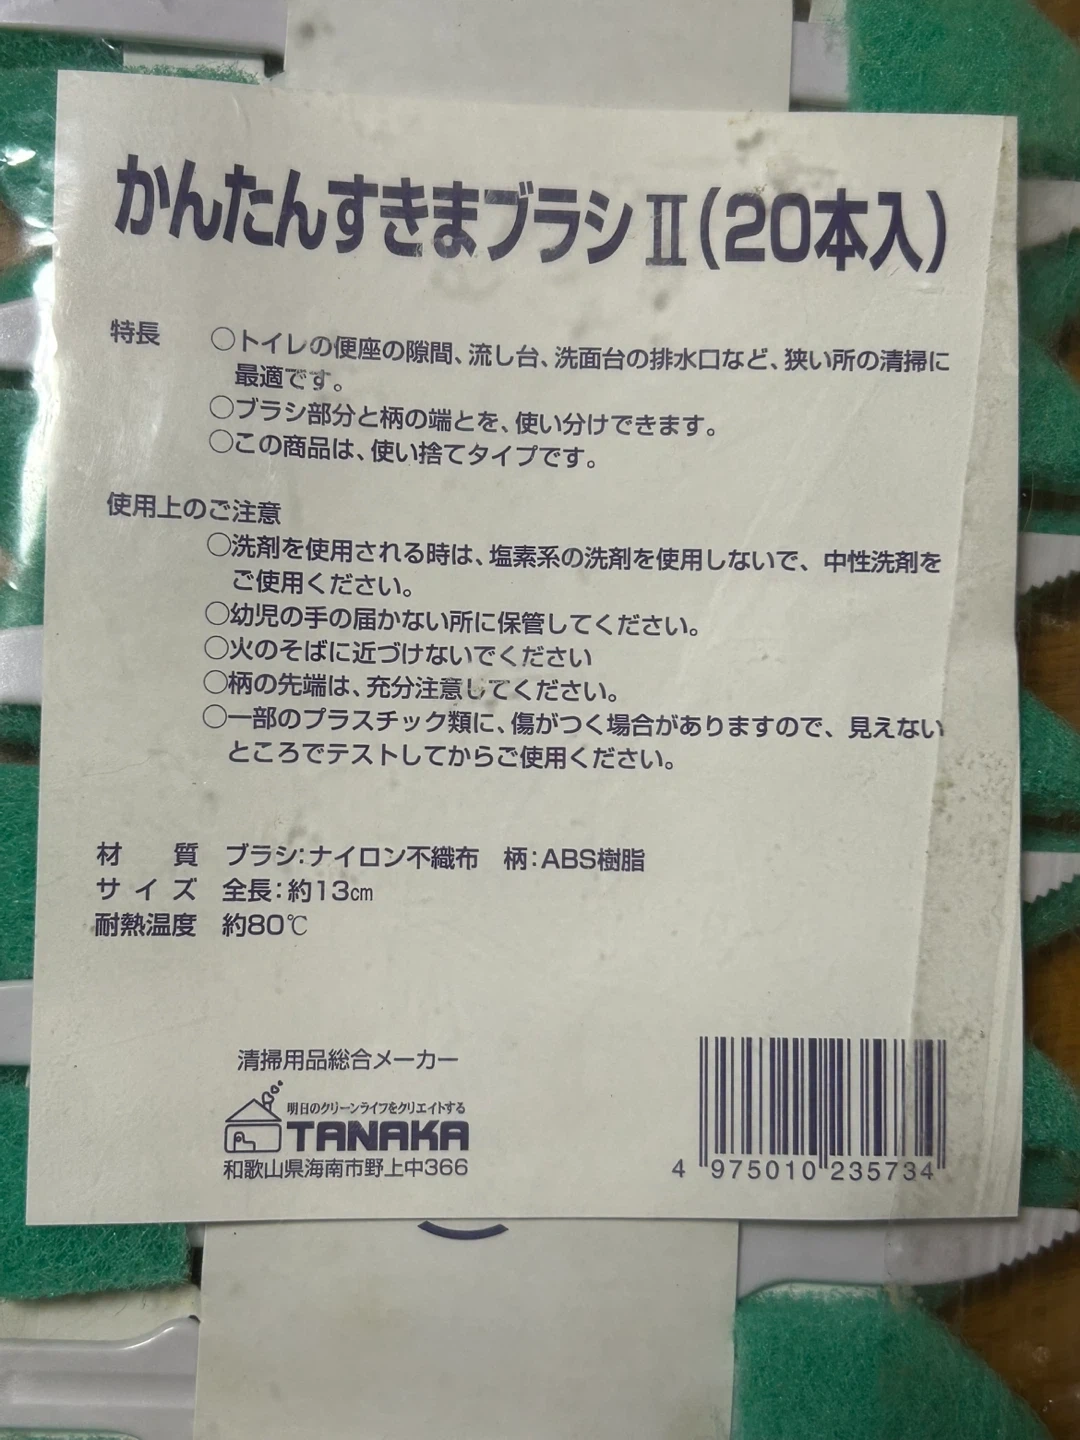 かんたんすきまブラシⅡ(20本入)
特長 ○トイレの便座の隙間、流し台、洗面台の排水口など、狭い所の清掃に
最適です。
○ブラシ部分と柄の端とを、使い分けできます。
○この商品は、使い捨てタイプです。
使用上のご注意
○洗剤を使用される時は、塩素系の洗剤を使用しないで、中性洗剤を
ご使用ください。
○幼児の手の届かない所に保管してください。
○火のそばに近づけないでください
○柄の先端は、充分注意してください。
○一部のプラスチック類に、傷がつく場合がありますので、見えない
ところでテストしてからご使用ください。
材質 ブラシ:ナイロン不織布 柄:ABS樹脂
サイズ 全長:約13cm
耐熱温度 約80℃
清掃用品総合メーカー
明日のクリーンライフをクリエイトする
TANAKA
和歌山県海南市野上中366
4 975010 235734